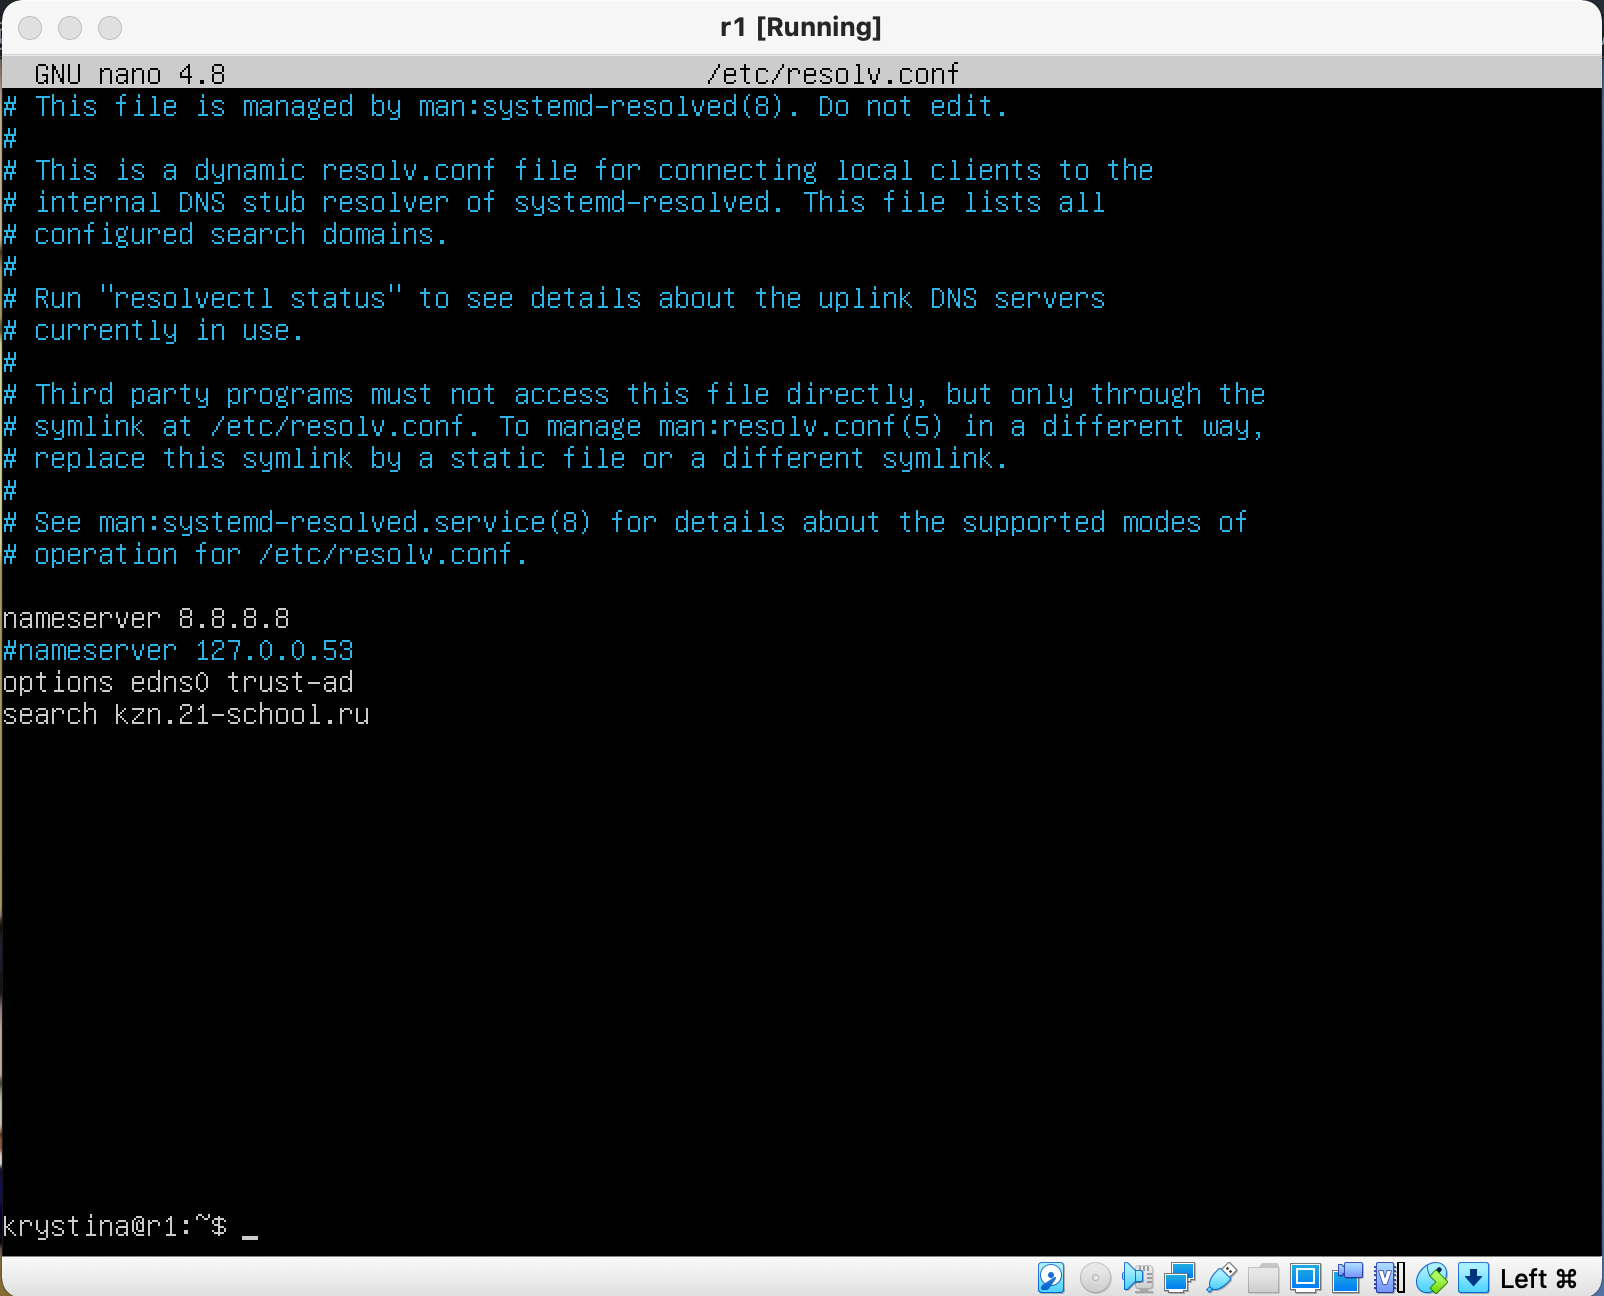 r1 [Running]
GNU nano 4.8 /etc/resolv.conf
# This file is managed by man:systemd-resolved(8). Do not edit.
#
# This is a dynamic resolv.conf file for connecting local clients to the
# internal DNS stub resolver of systemd-resolved. This file lists all
# configured search domains.
#
# Run "resolvectl status" to see details about the uplink DNS servers
# currently in use.
#
# Third party programs must not access this file directly, but only through the
# symlink at /etc/resolv.conf. To manage man:resolv.conf(5) in a different way,
# replace this symlink by a static file or a different symlink.
#
# See man:systemd-resolved.service(8) for details about the supported modes of
# operation for /etc/resolv.conf.
nameserver 8.8.8.8
#nameserver 127.0.0.53
options edns0 trust-ad
search kzn.21-school.ru
krystina@r1:~$ _
Left ⌘